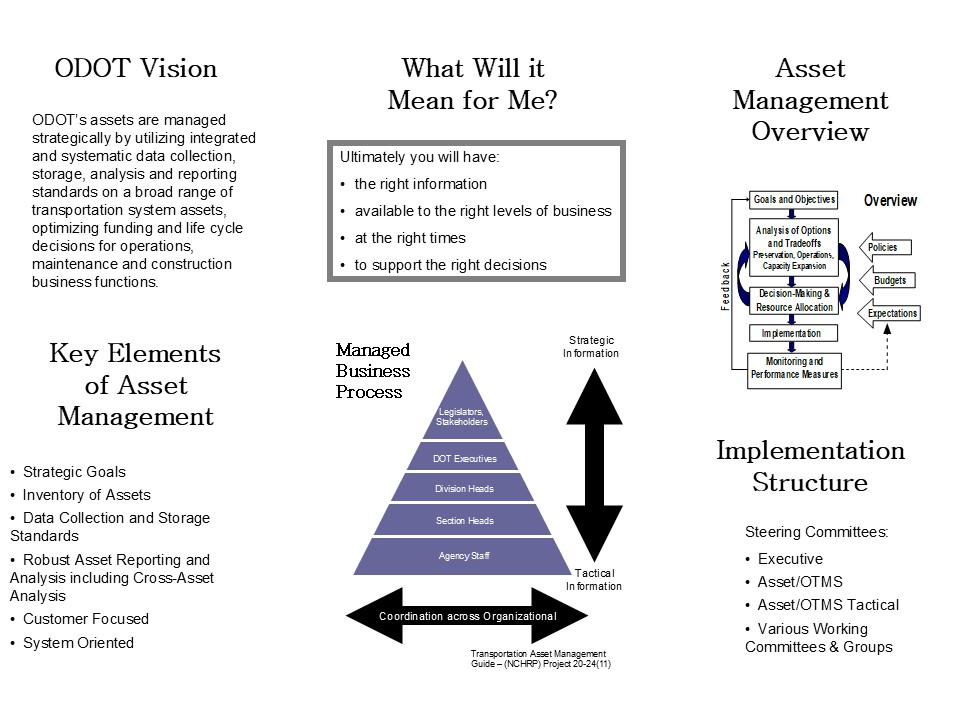 ODOT Vision
ODOT's assets are managed
strategically by utilizing integrated
and systematic data collection,
storage, analysis and reporting
standards on a broad range of
transportation system assets,
optimizing funding and life cycle
decisions for operations,
maintenance and construction
business functions.
Key Elements
of Asset
Management
• Strategic Goals
• Inventory of Assets
• Data Collection and Storage
Standards
• Robust Asset Reporting and
Analysis including Cross-Asset
Analysis
• Customer Focused
• System Oriented
What Will it
Mean for Me?
Ultimately you will have:
• the right information
• available to the right levels of business
• at the right times
• to support the right decisions
Managed
Business
Process
Strategic
Information
Legislators,
Stakeholders
DOT Executives
Division Heads
Section Heads
Agency Staff
Tactical
Information
Coordination across Organizational
Transportation Asset Management
Guide – (NCHRP) Project 20-24(11)
Asset
Management
Overview
Overview
Goals and Objectives
Analysis of Options
and Tradeoffs
Preservation, Operations,
Capacity Expansion
Decision-Making &
Resource Allocation
Implementation
Monitoring and
Performance Measures
Feedback
Policies
Budgets
Expectations
Implementation
Structure
Steering Committees:
• Executive
• Asset/OTMS
• Asset/OTMS Tactical
• Various Working
Committees & Groups